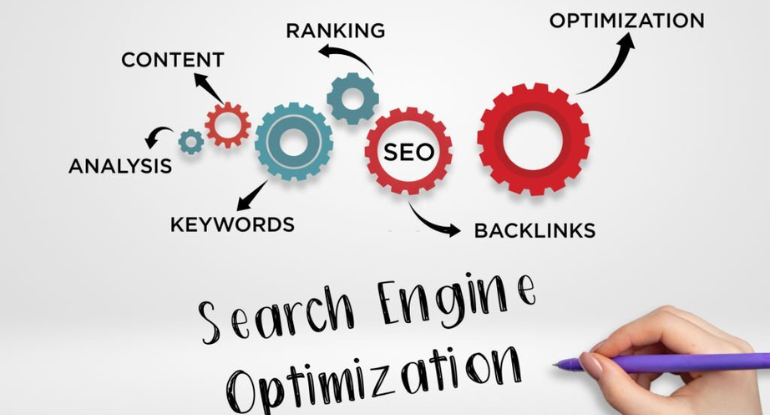 OPTIMIZATION
RANKING
CONTENT
SEO
ANALYSIS
KEYWORDS
BACKLINKS
Search Engine
Optimization